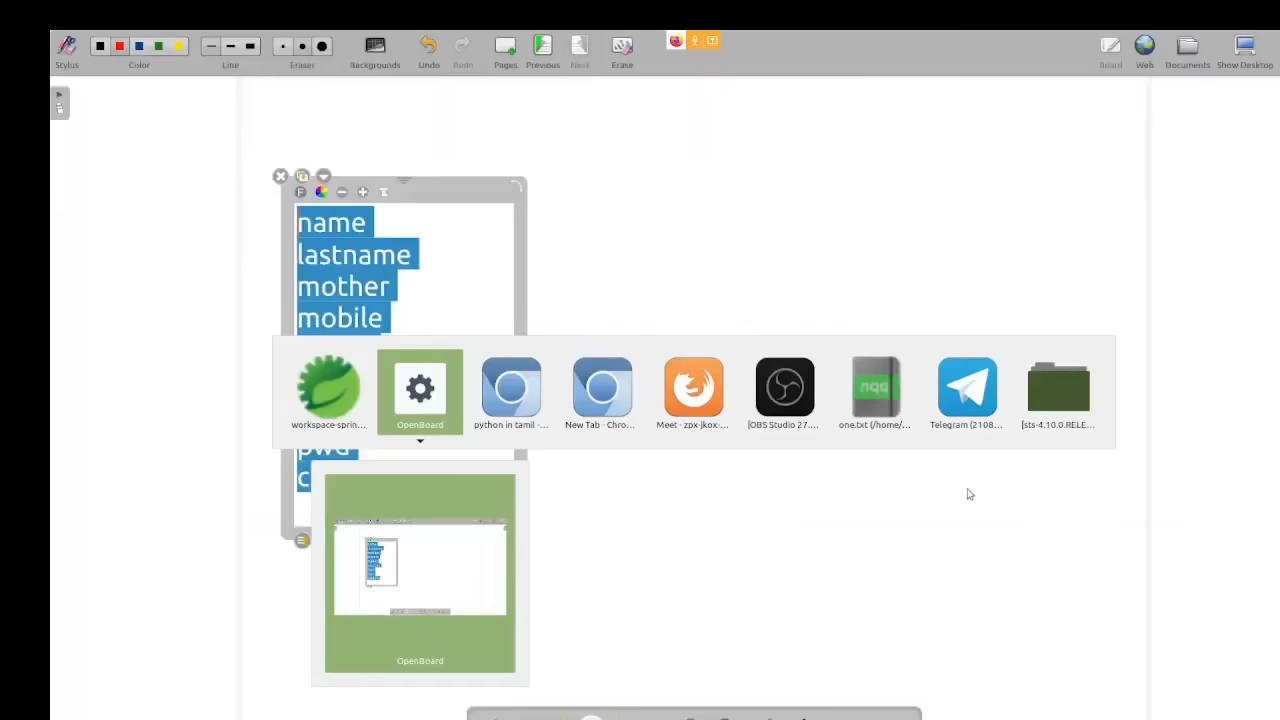 Stylus Color Line Eraser Backgrounds Undo Redo Pages Previous Next Erase Board Web Documents Show Desktop
name
lastname
mother
mobile
workspace-sprin... OpenBoard python in tamil -... New Tab - Chro... Meet - zpx-jkox-... [OBS Studio 27.... one.txt (/home/... Telegram (2108... [sts-4.10.0.RELE...
pwd
c
OpenBoard